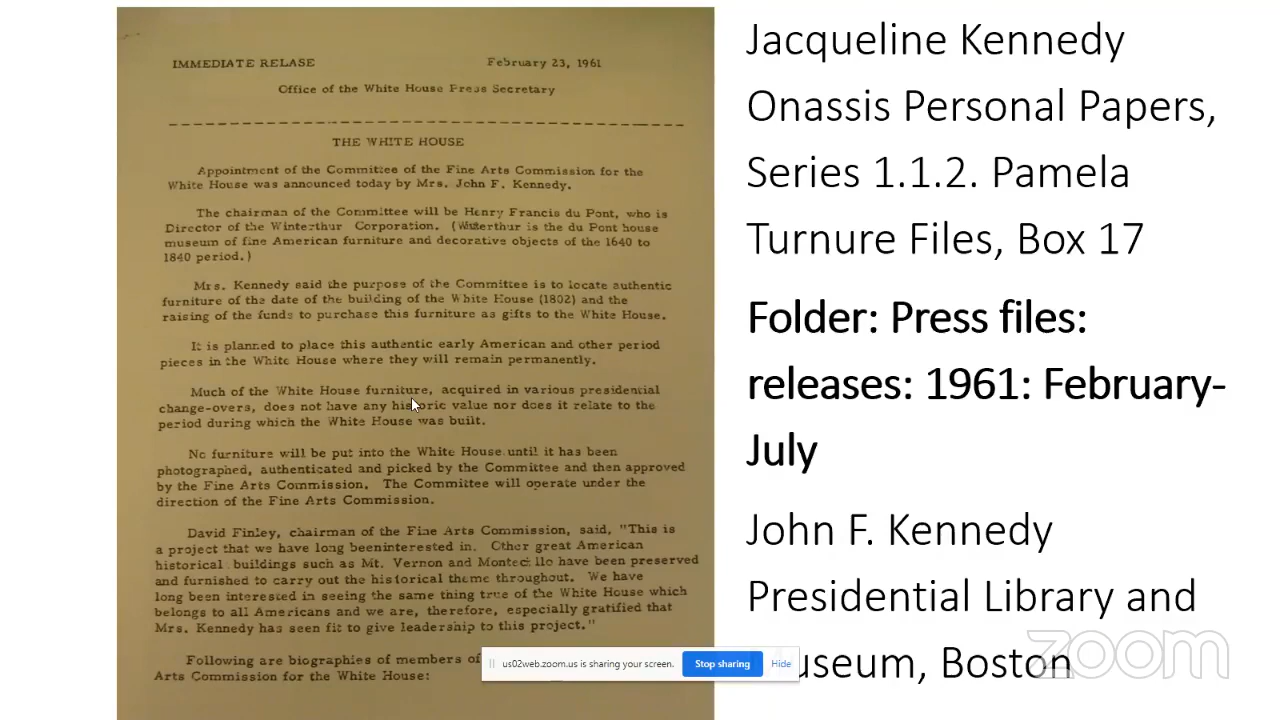 IMMEDIATE RELASE February 23, 1961
Office of the White House Press Secretary
THE WHITE HOUSE
Appointment of the Committee of the Fine Arts Commission for the
White House was announced today by Mrs. John F. Kennedy.
The chairman of the Committee will be Henry Francis du Pont, who is
Director of the Winterthur Corporation. (Winterthur is the du Pont house
museum of fine American furniture and decorative objects of the 1640 to
1840 period.)
Mrs. Kennedy said the purpose of the Committee is to locate authentic
furniture of the date of the building of the White House (1802) and the
raising of the funds to purchase this furniture as gifts to the White House.
It is planned to place this authentic early American and other period
pieces in the White House where they will remain permanently.
Much of the White House furniture, acquired in various presidential
change-overs, does not have any historic value nor does it relate to the
period during which the White House was built.
No furniture will be put into the White House until it has been
photographed, authenticated and picked by the Committee and then approved
by the Fine Arts Commission. The Committee will operate under the
direction of the Fine Arts Commission.
David Finley, chairman of the Fine Arts Commission, said, "This is
a project that we have long beeninterested in. Other great American
historical buildings such as Mt. Vernon and Monticello have been preserved
and furnished to carry out the historical theme throughout. We have
long been interested in seeing the same thing true of the White House which
belongs to all Americans and we are, therefore, especially gratified that
Mrs. Kennedy has seen fit to give leadership to this project."
Following are biographies of members of
Arts Commission for the White House:
us02web.zoom.us is sharing your screen. Stop sharing Hide
Jacqueline Kennedy
Onassis Personal Papers,
Series 1.1.2. Pamela
Turnure Files, Box 17
Folder: Press files:
releases: 1961: February-
July
John F. Kennedy
Presidential Library and
useum, Boston
zoom